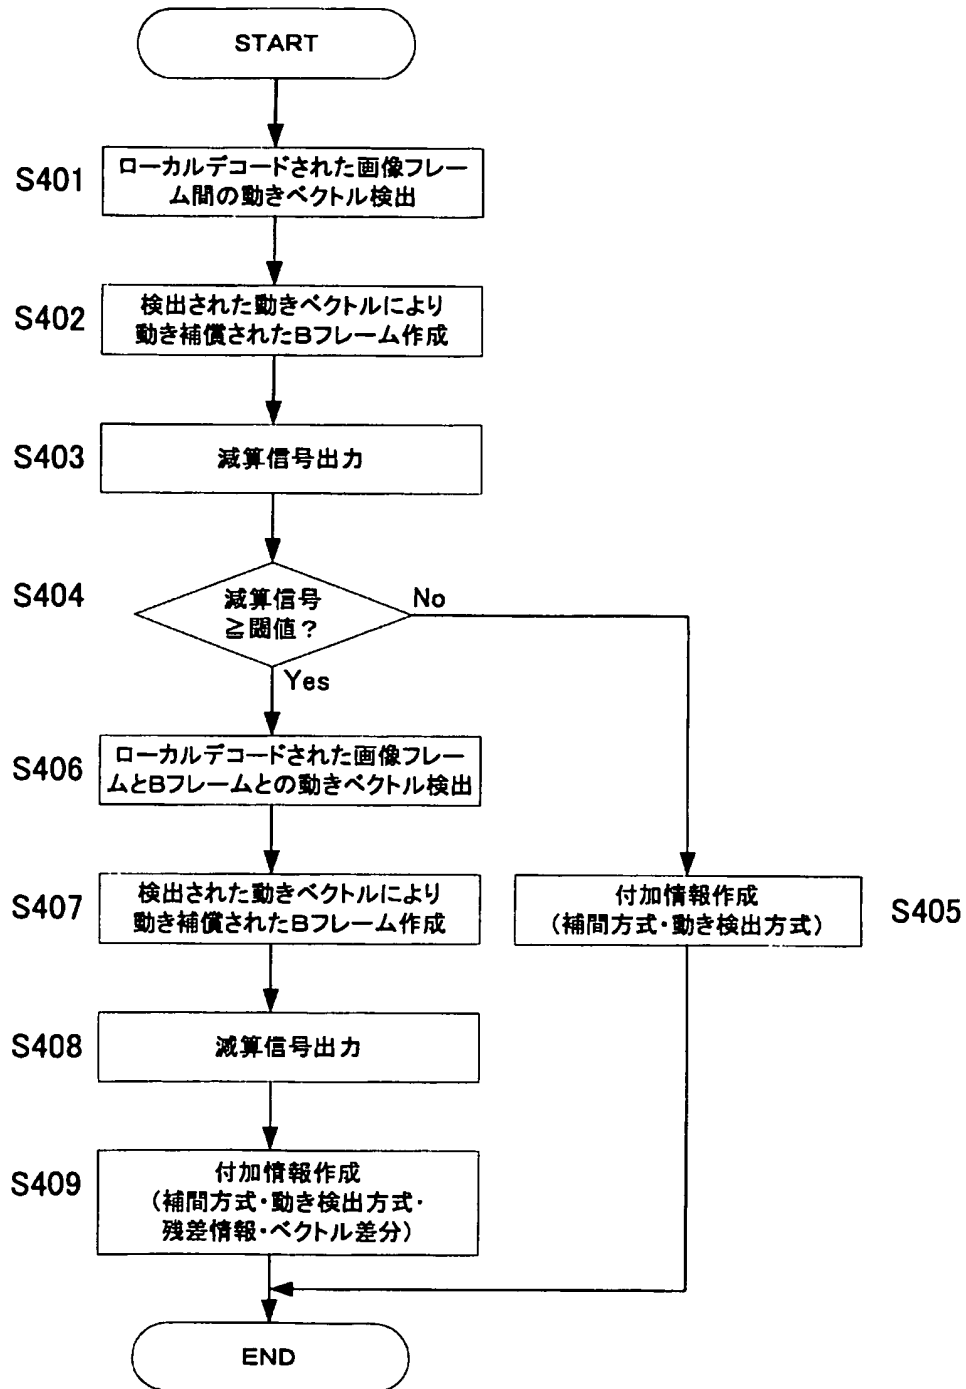 START
S401
ローカルデコードされた画像フレー
ム間の動きベクトル検出
S402
検出された動きベクトルにより
動き補償されたBフレーム作成
S403
減算信号出力
S404
減算信号
≧閾値?
No
Yes
S406
ローカルデコードされた画像フレー
ムとBフレームとの動きベクトル検出
S407
検出された動きベクトルにより
動き補償されたBフレーム作成
付加情報作成
(補間方式・動き検出方式)
S405
S408
減算信号出力
S409
付加情報作成
(補間方式・動き検出方式・
残差情報・ベクトル差分)
END